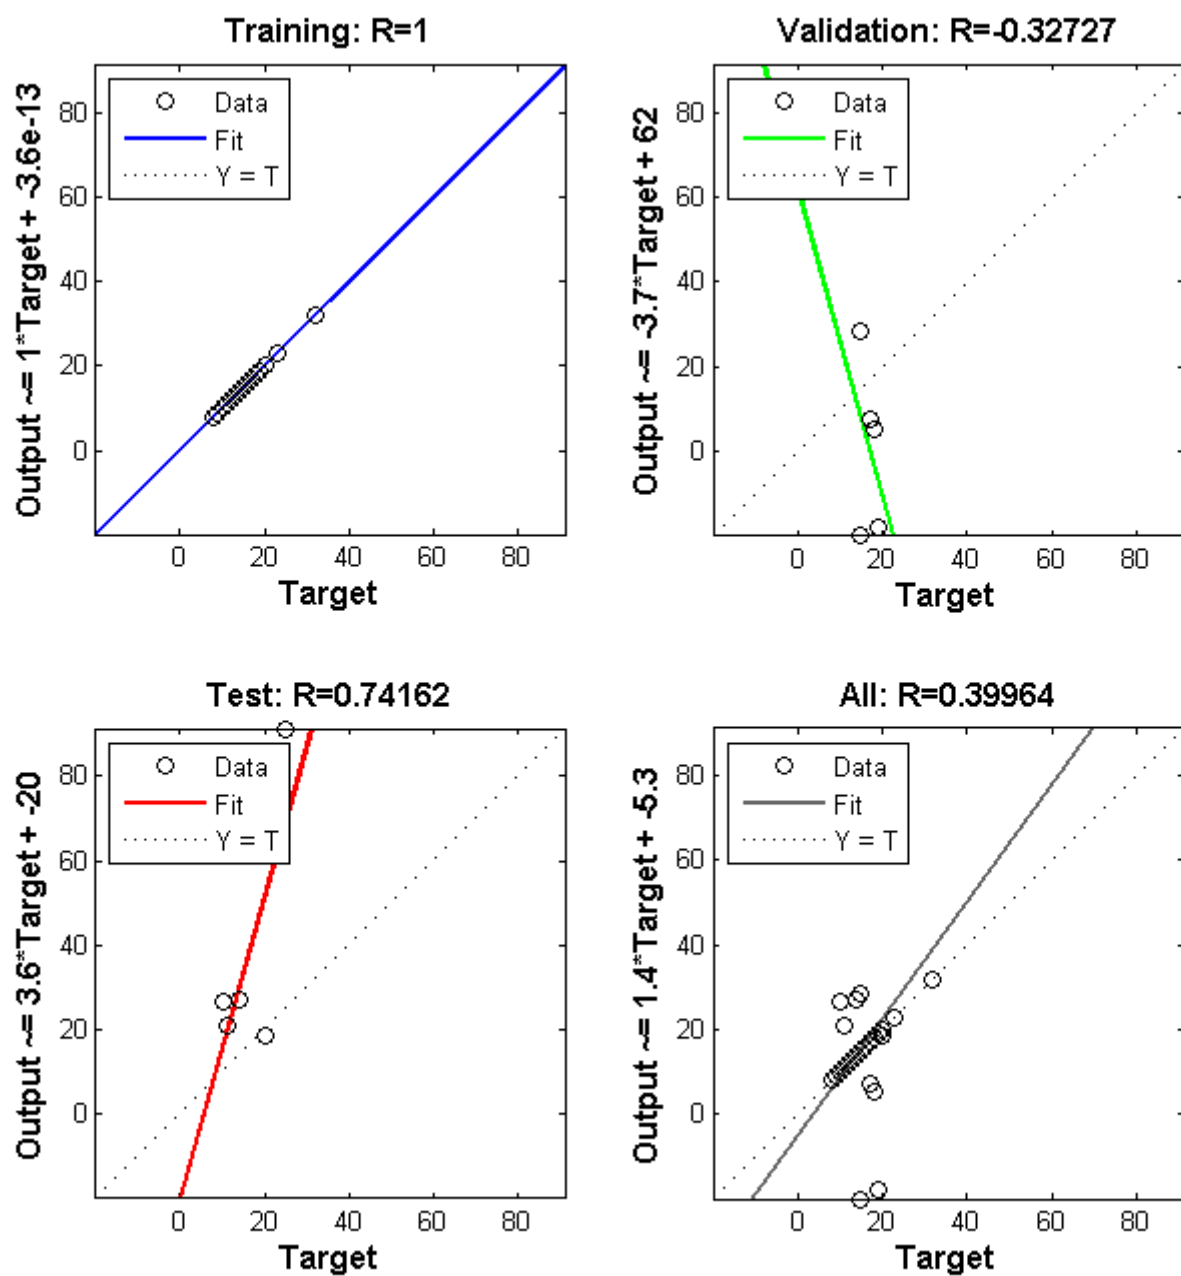 Training: R=1
Output ~= 1*Target + -3.6e-13
Data
Fit
Y = T
80
60
40
20
0
0 20 40 60 80
Target
Validation: R=-0.32727
Output ~= -3.7*Target + 62
Data
Fit
Y = T
80
60
40
20
0
0 20 40 60 80
Target
Test: R=0.74162
Output ~= 3.6*Target + -20
Data
Fit
Y = T
80
60
40
20
0
0 20 40 60 80
Target
All: R=0.39964
Output ~= 1.4*Target + -5.3
Data
Fit
Y = T
80
60
40
20
0
0 20 40 60 80
Target